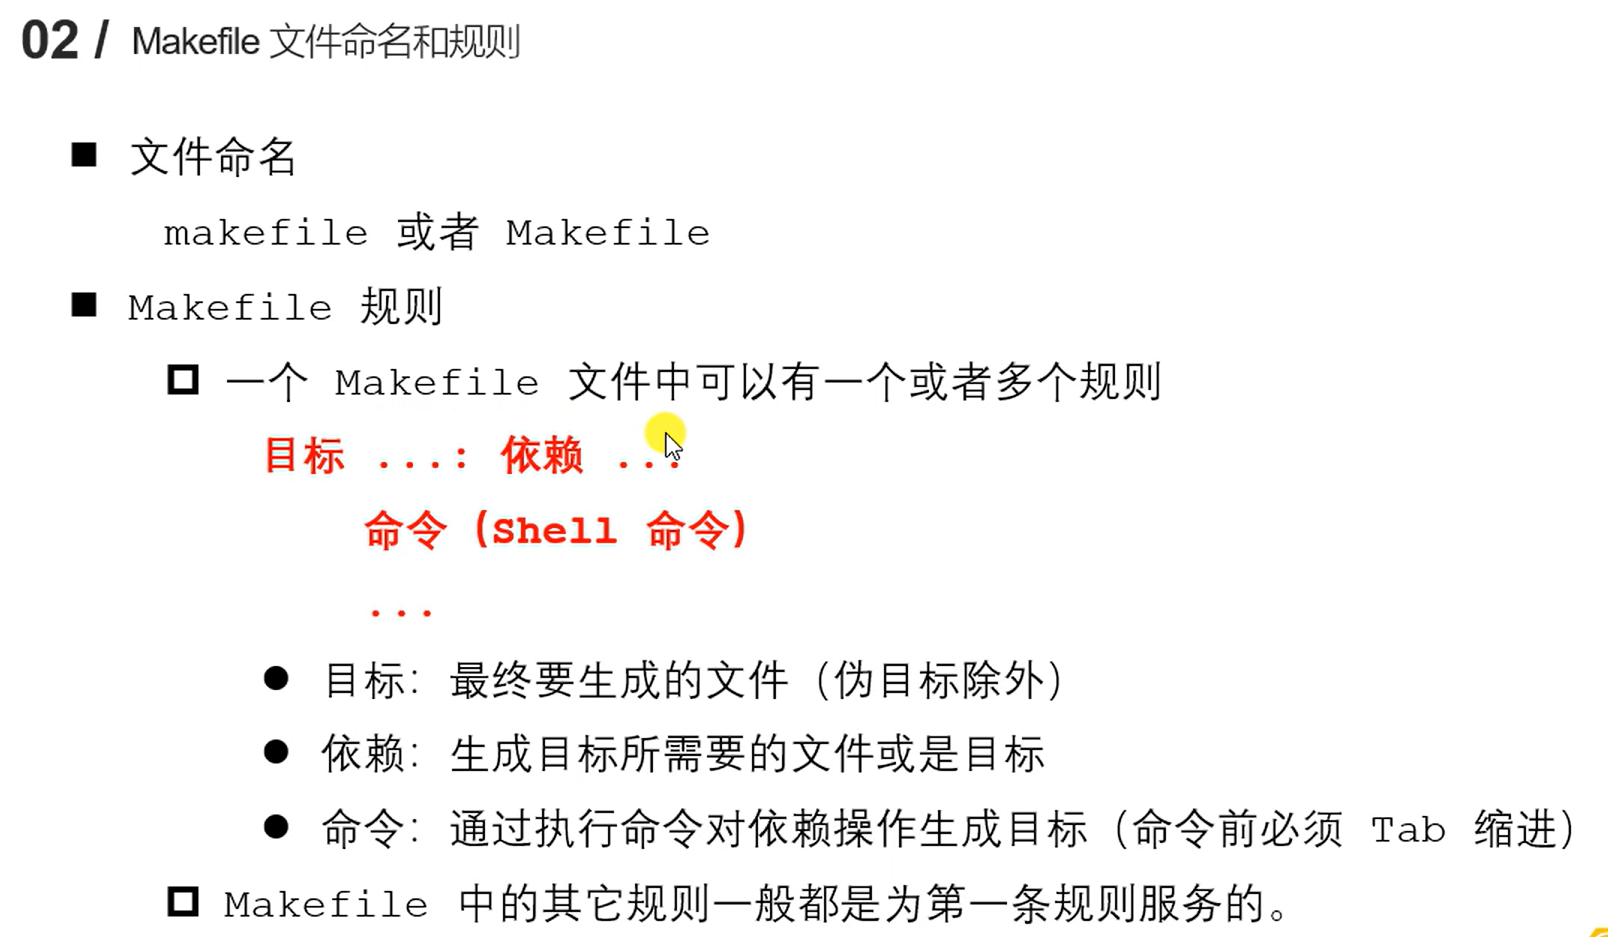 02 / Makefile 文件命名和规则
■ 文件命名
makefile 或者 Makefile
■ Makefile 规则
一个 Makefile 文件中可以有一个或者多个规则
目标 ...: 依赖 ...
命令（Shell 命令）
...
● 目标：最终要生成的文件（伪目标除外）
● 依赖：生成目标所需要的文件或是目标
● 命令：通过执行命令对依赖操作生成目标（命令前必须 Tab 缩进）
Makefile 中的其它规则一般都是为第一条规则服务的。